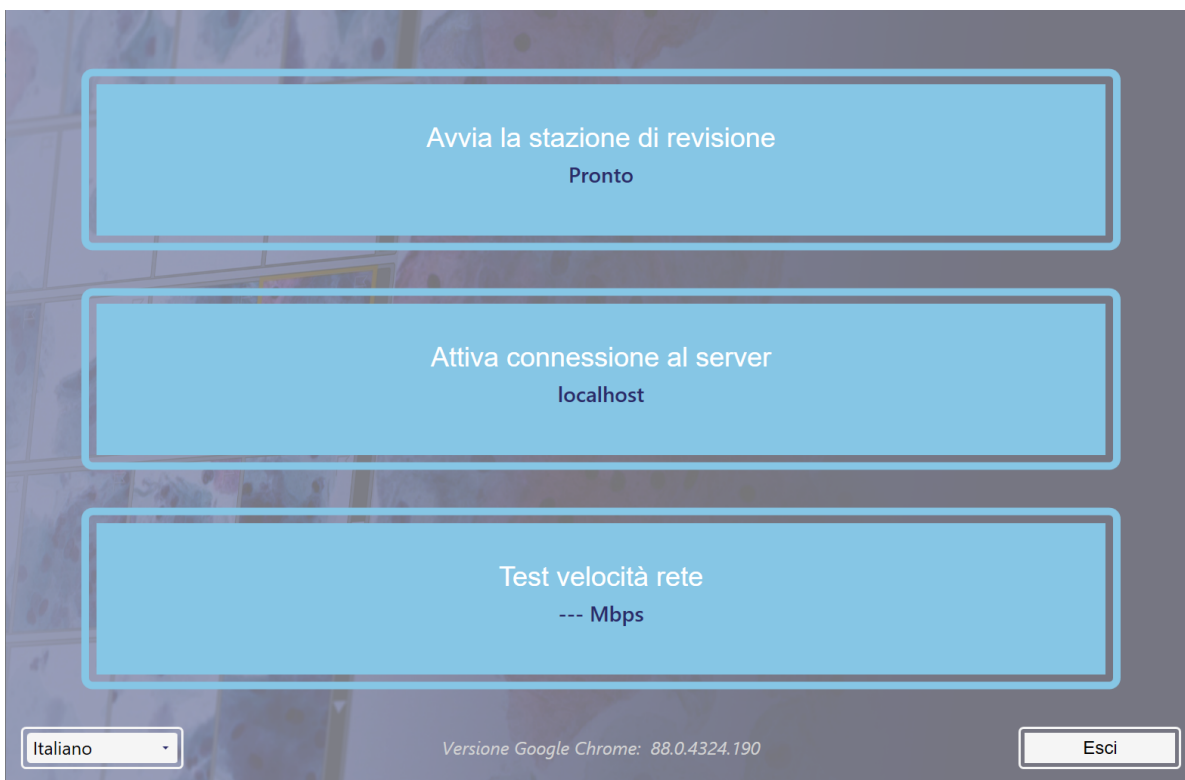 Avvia la stazione di revisione
Pronto
Attiva connessione al server
localhost
Test velocità rete
--- Mbps
Italiano
Versione Google Chrome: 88.0.4324.190
Esci